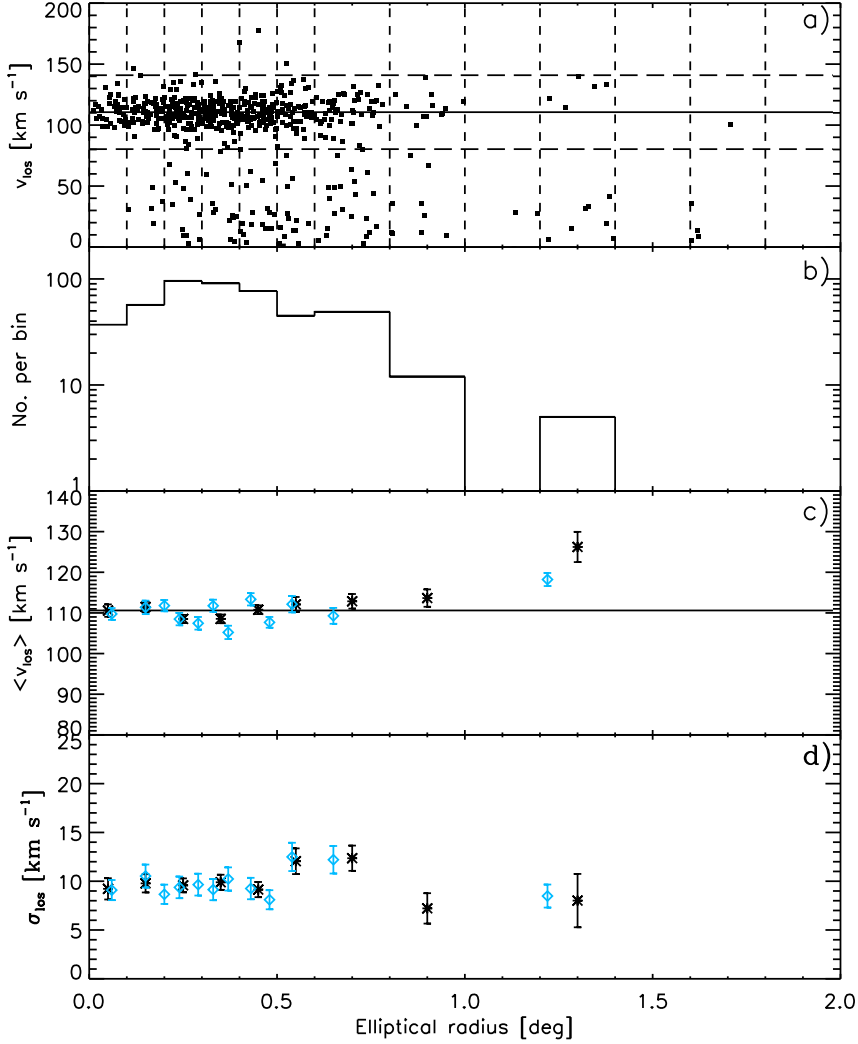 a)
200
150
100
50
0
v_los [km s⁻¹]
b)
100
10
1
No. per bin
c)
140
130
120
110
100
90
80
<v_los> [km s⁻¹]
d)
25
20
15
10
5
0
σ_los [km s⁻¹]
0.0 0.5 1.0 1.5 2.0
Elliptical radius [deg]